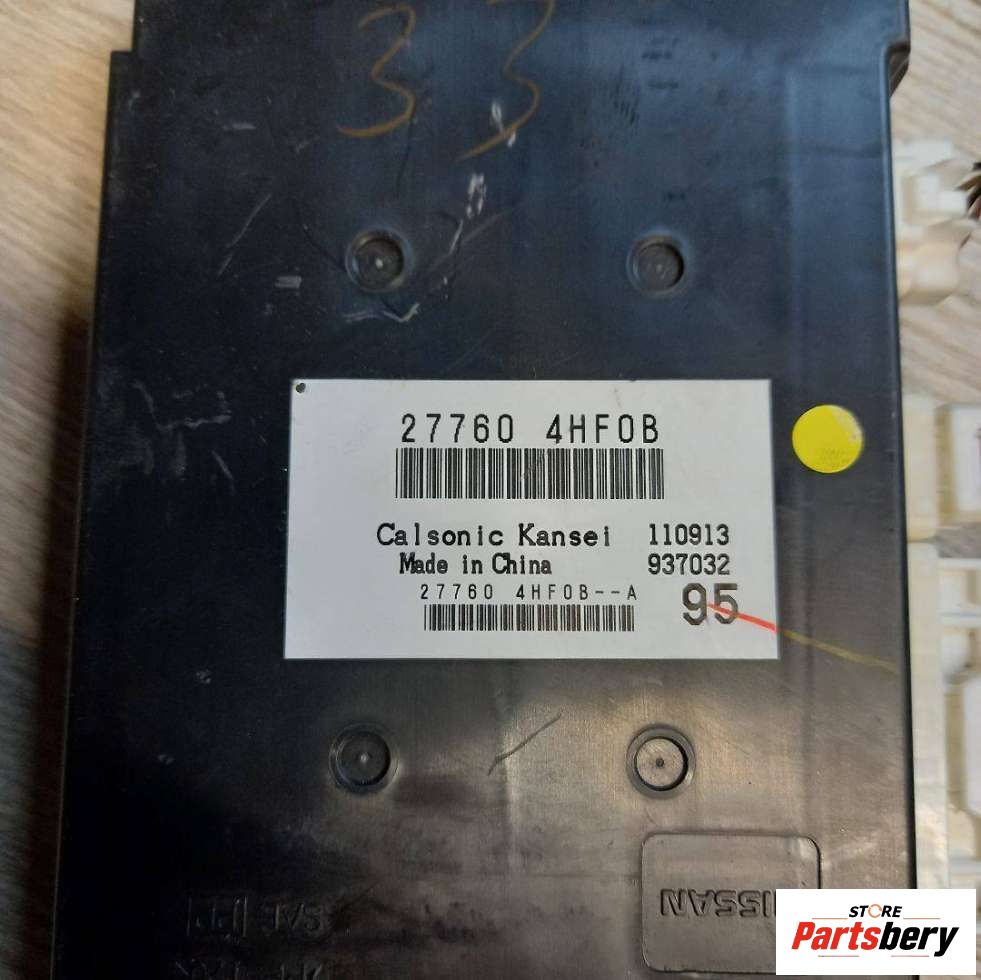 33
27760 4HF0B
Calsonic Kansei 110913
Made in China 937032
27760 4HF0B--A 95
NISSAN
STORE
Partsbery